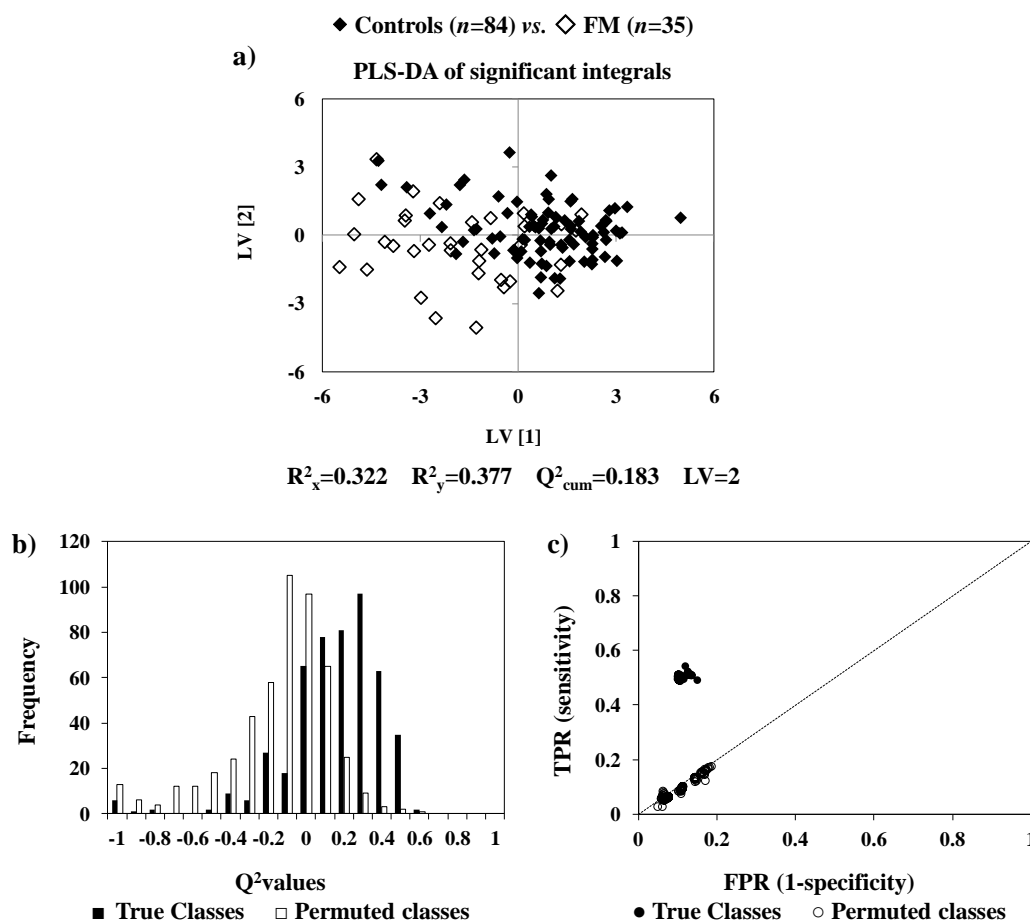 ◆ Controls (n=84) vs. ◇ FM (n=35)
a)
PLS-DA of significant integrals
6
3
0
-3
-6
LV [2]
-6 -3 0 3 6
LV [1]
R²x=0.322 R²y=0.377 Q²cum=0.183 LV=2
b)
120
100
80
60
40
20
0
Frequency
-1 -0.8 -0.6 -0.4 -0.2 0 0.2 0.4 0.6 0.8 1
Q²values
■ True Classes □ Permuted classes
c)
1
0.8
0.6
0.4
0.2
0
TPR (sensitivity)
0 0.2 0.4 0.6 0.8 1
FPR (1-specificity)
● True Classes ○ Permuted classes